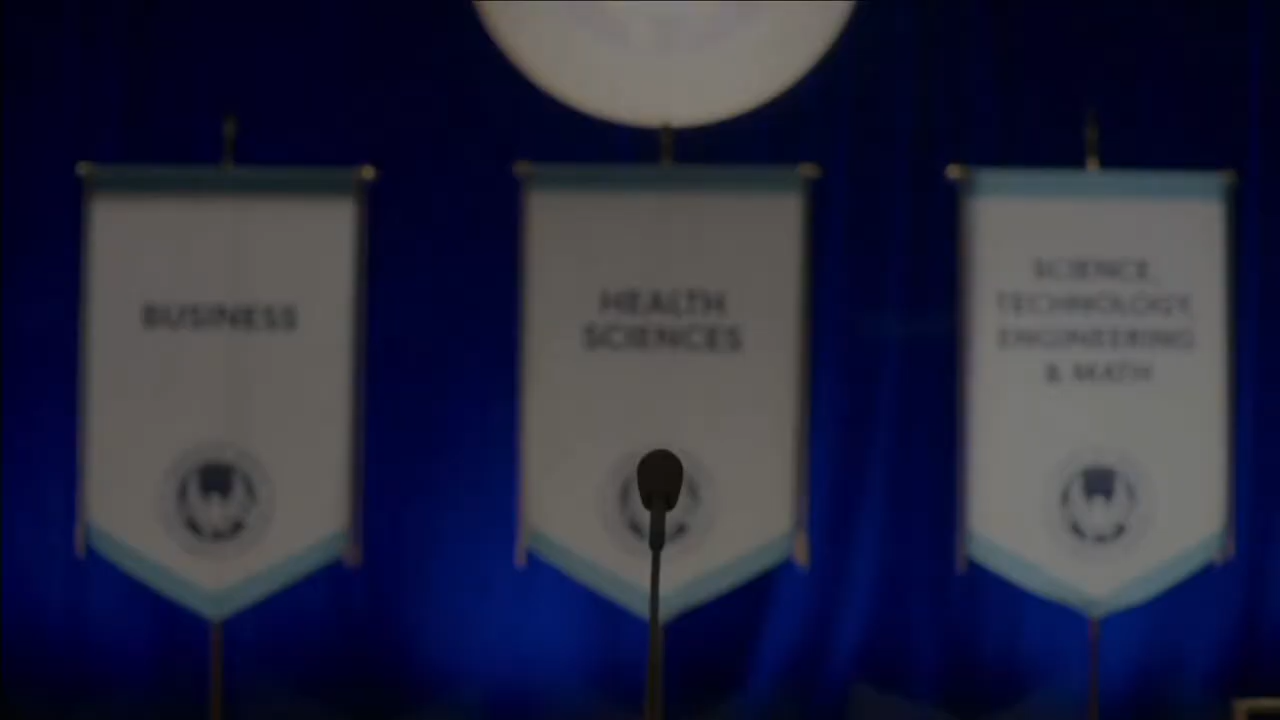 BUSINESS
HEALTH
SCIENCES
SCIENCE,
TECHNOLOGY,
ENGINEERING
& MATH